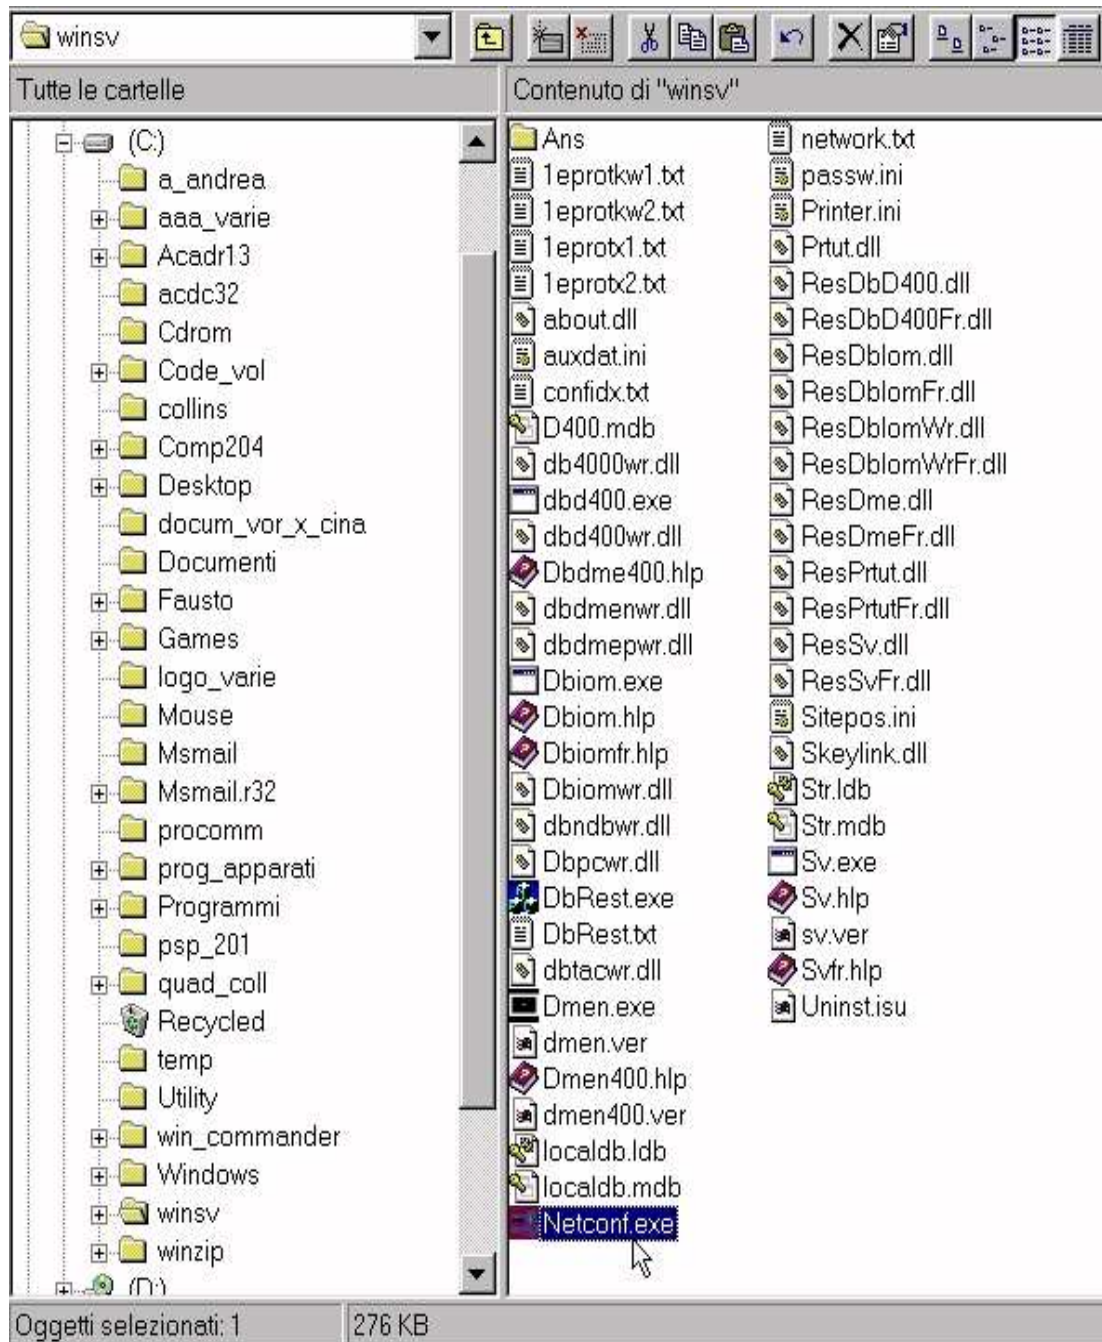 winsv
Tutte le cartelle
Contenuto di "winsv"
(C:)
a_andrea
aaa_varie
Acadr13
acdc32
Cdrom
Code_vol
collins
Comp204
Desktop
docum_vor_x_cina
Documenti
Fausto
Games
logo_varie
Mouse
Msmail
Msmail.r32
procomm
prog_apparati
Programmi
psp_201
quad_coll
Recycled
temp
Utility
win_commander
Windows
winsv
winzip
(D:)
Ans
1eprotkw1.txt
1eprotkw2.txt
1eprotx1.txt
1eprotx2.txt
about.dll
auxdat.ini
confidx.txt
D400.mdb
db4000wr.dll
dbd400.exe
dbd400wr.dll
Dbdme400.hlp
dbdmenwr.dll
dbdmepwr.dll
Dbiom.exe
Dbiom.hlp
Dbiomfr.hlp
Dbiomwr.dll
dbndbwr.dll
Dbpcwr.dll
DbRest.exe
DbRest.txt
dbtacwr.dll
Dmen.exe
dmen.ver
Dmen400.hlp
dmen400.ver
localdb.ldb
localdb.mdb
Netconf.exe
network.txt
passw.ini
Printer.ini
Prtut.dll
ResDbD400.dll
ResDbD400Fr.dll
ResDbIom.dll
ResDbIomFr.dll
ResDbIomWr.dll
ResDbIomWrFr.dll
ResDme.dll
ResDmeFr.dll
ResPrtut.dll
ResPrtutFr.dll
ResSv.dll
ResSvFr.dll
Sitepos.ini
Skeylink.dll
Str.ldb
Str.mdb
Sv.exe
Sv.hlp
sv.ver
Svfr.hlp
Uninst.isu
Oggetti selezionati: 1
276 KB